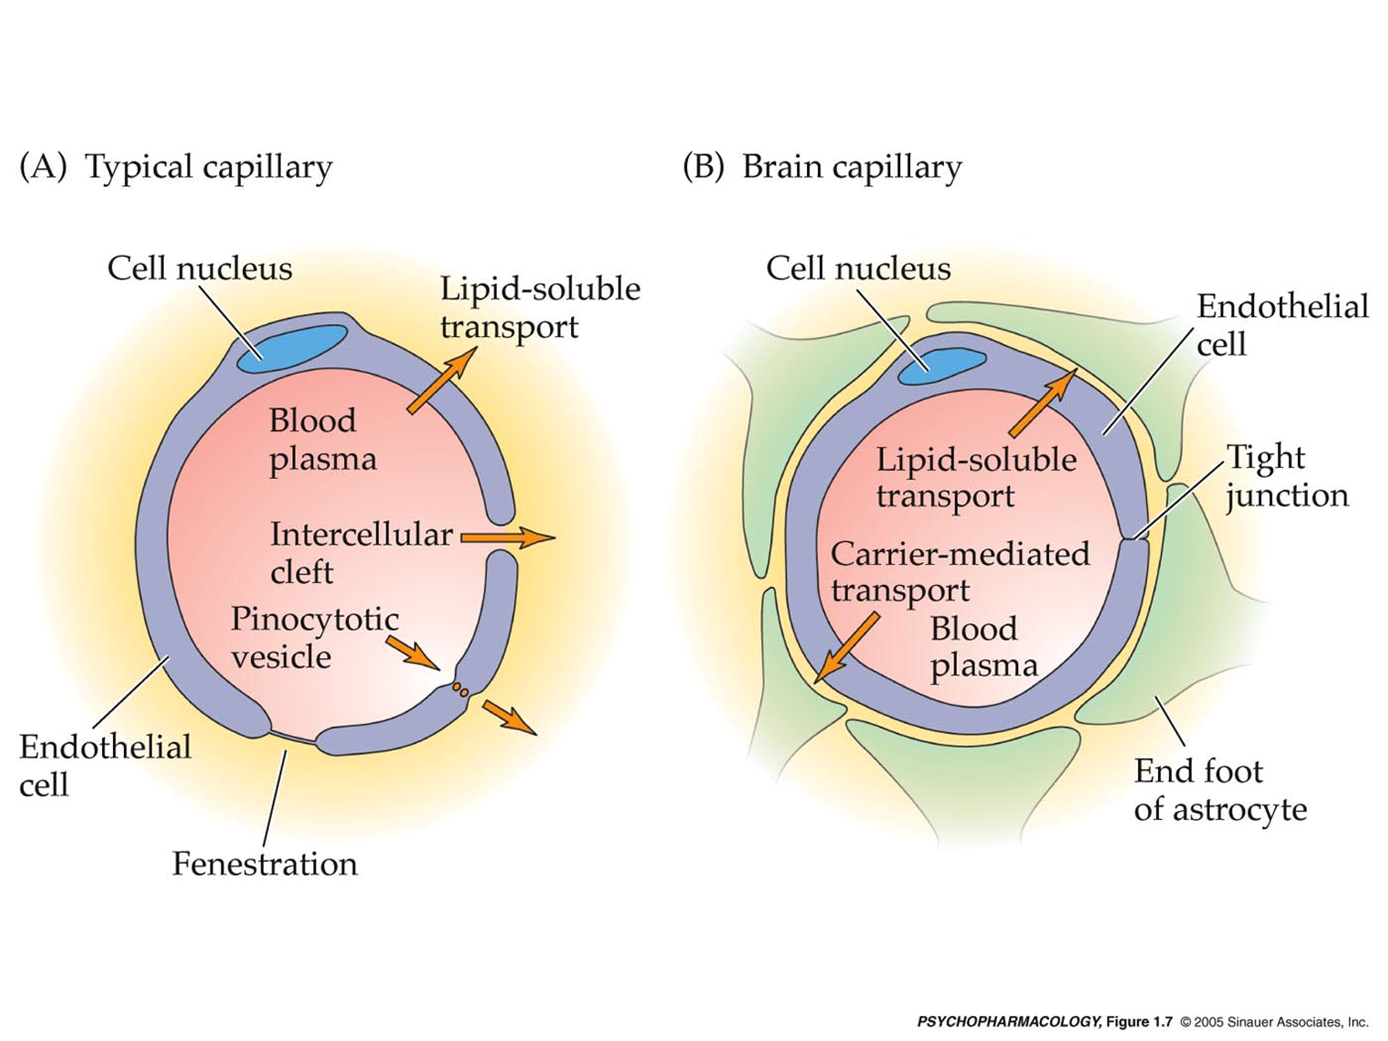 (A) Typical capillary
Cell nucleus
Lipid-soluble
transport
Blood
plasma
Intercellular
cleft
Pinocytotic
vesicle
Endothelial
cell
Fenestration
(B) Brain capillary
Cell nucleus
Endothelial
cell
Lipid-soluble
transport
Tight
junction
Carrier-mediated
transport
Blood
plasma
End foot
of astrocyte
PSYCHOPHARMACOLOGY, Figure 1.7 © 2005 Sinauer Associates, Inc.